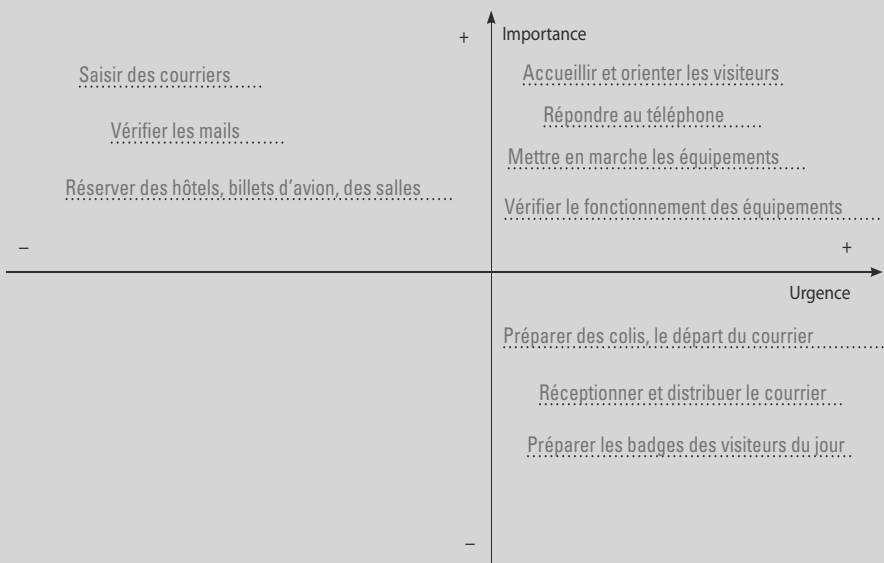 +
Importance
Saisir des courriers
Vérifier les mails
Réserver des hôtels, billets d'avion, des salles
Accueillir et orienter les visiteurs
Répondre au téléphone
Mettre en marche les équipements
Vérifier le fonctionnement des équipements
–
+
Urgence
Préparer des colis, le départ du courrier
Réceptionner et distribuer le courrier
Préparer les badges des visiteurs du jour
–